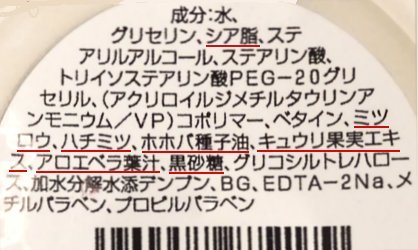 成分:水、
グリセリン、シア脂、ステ
アリルアルコール、ステアリン酸、
トリイソステアリン酸PEG-20グリ
セリル、(アクリロイルジメチルタウリンア
ンモニウム/VP)コポリマー、ベタイン、ミツ
ロウ、ハチミツ、ホホバ種子油、キュウリ果実エキ
ス、アロエベラ葉汁、黒砂糖、グリコシルトレハロー
ス、加水分解水添デンプン、BG、EDTA-2Na、メ
チルパラベン、プロピルパラベン